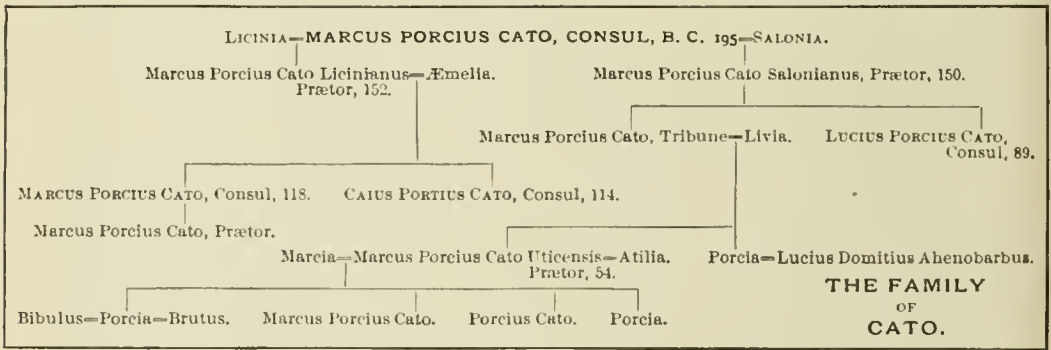 LICINIA=MARCUS PORCIUS CATO, CONSUL, B. C. 195=SALONIA.
Marcus Porcius Cato Licinianus=Æmelia.
Prætor, 152.
Marcus Porcius Cato Salonianus, Prætor, 150.
Marcus Porcius Cato, Tribune=Livia.
LUCIUS PORCIUS CATO,
Consul, 89.
MARCUS PORCIUS CATO, Consul, 118.
CAIUS PORTIUS CATO, Consul, 114.
Marcus Porcius Cato, Prætor.
Marcia=Marcus Porcius Cato Uticensis=Atilia.
Prætor, 54.
Porcia=Lucius Domitius Ahenobarbus.
Bibulus=Porcia=Brutus.
Marcus Porcius Cato.
Porcius Cato.
Porcia.
THE FAMILY
OF
CATO.